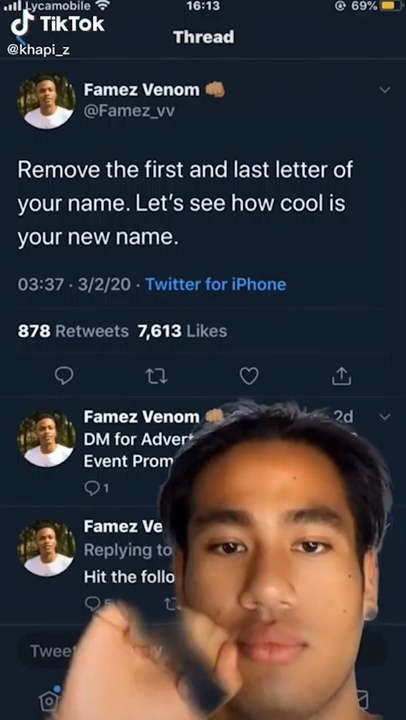 Lycamobile
16:13
69%
TikTok
@khapi_z
Thread
Famez Venom
@Famez_vv
Remove the first and last letter of
your name. Let's see how cool is
your new name.
03:37 · 3/2/20 · Twitter for iPhone
878 Retweets 7,613 Likes
Famez Venom
2d
DM for Advert
Event Prom
1
Famez Ve
Replying to
Hit the follo
Tweet